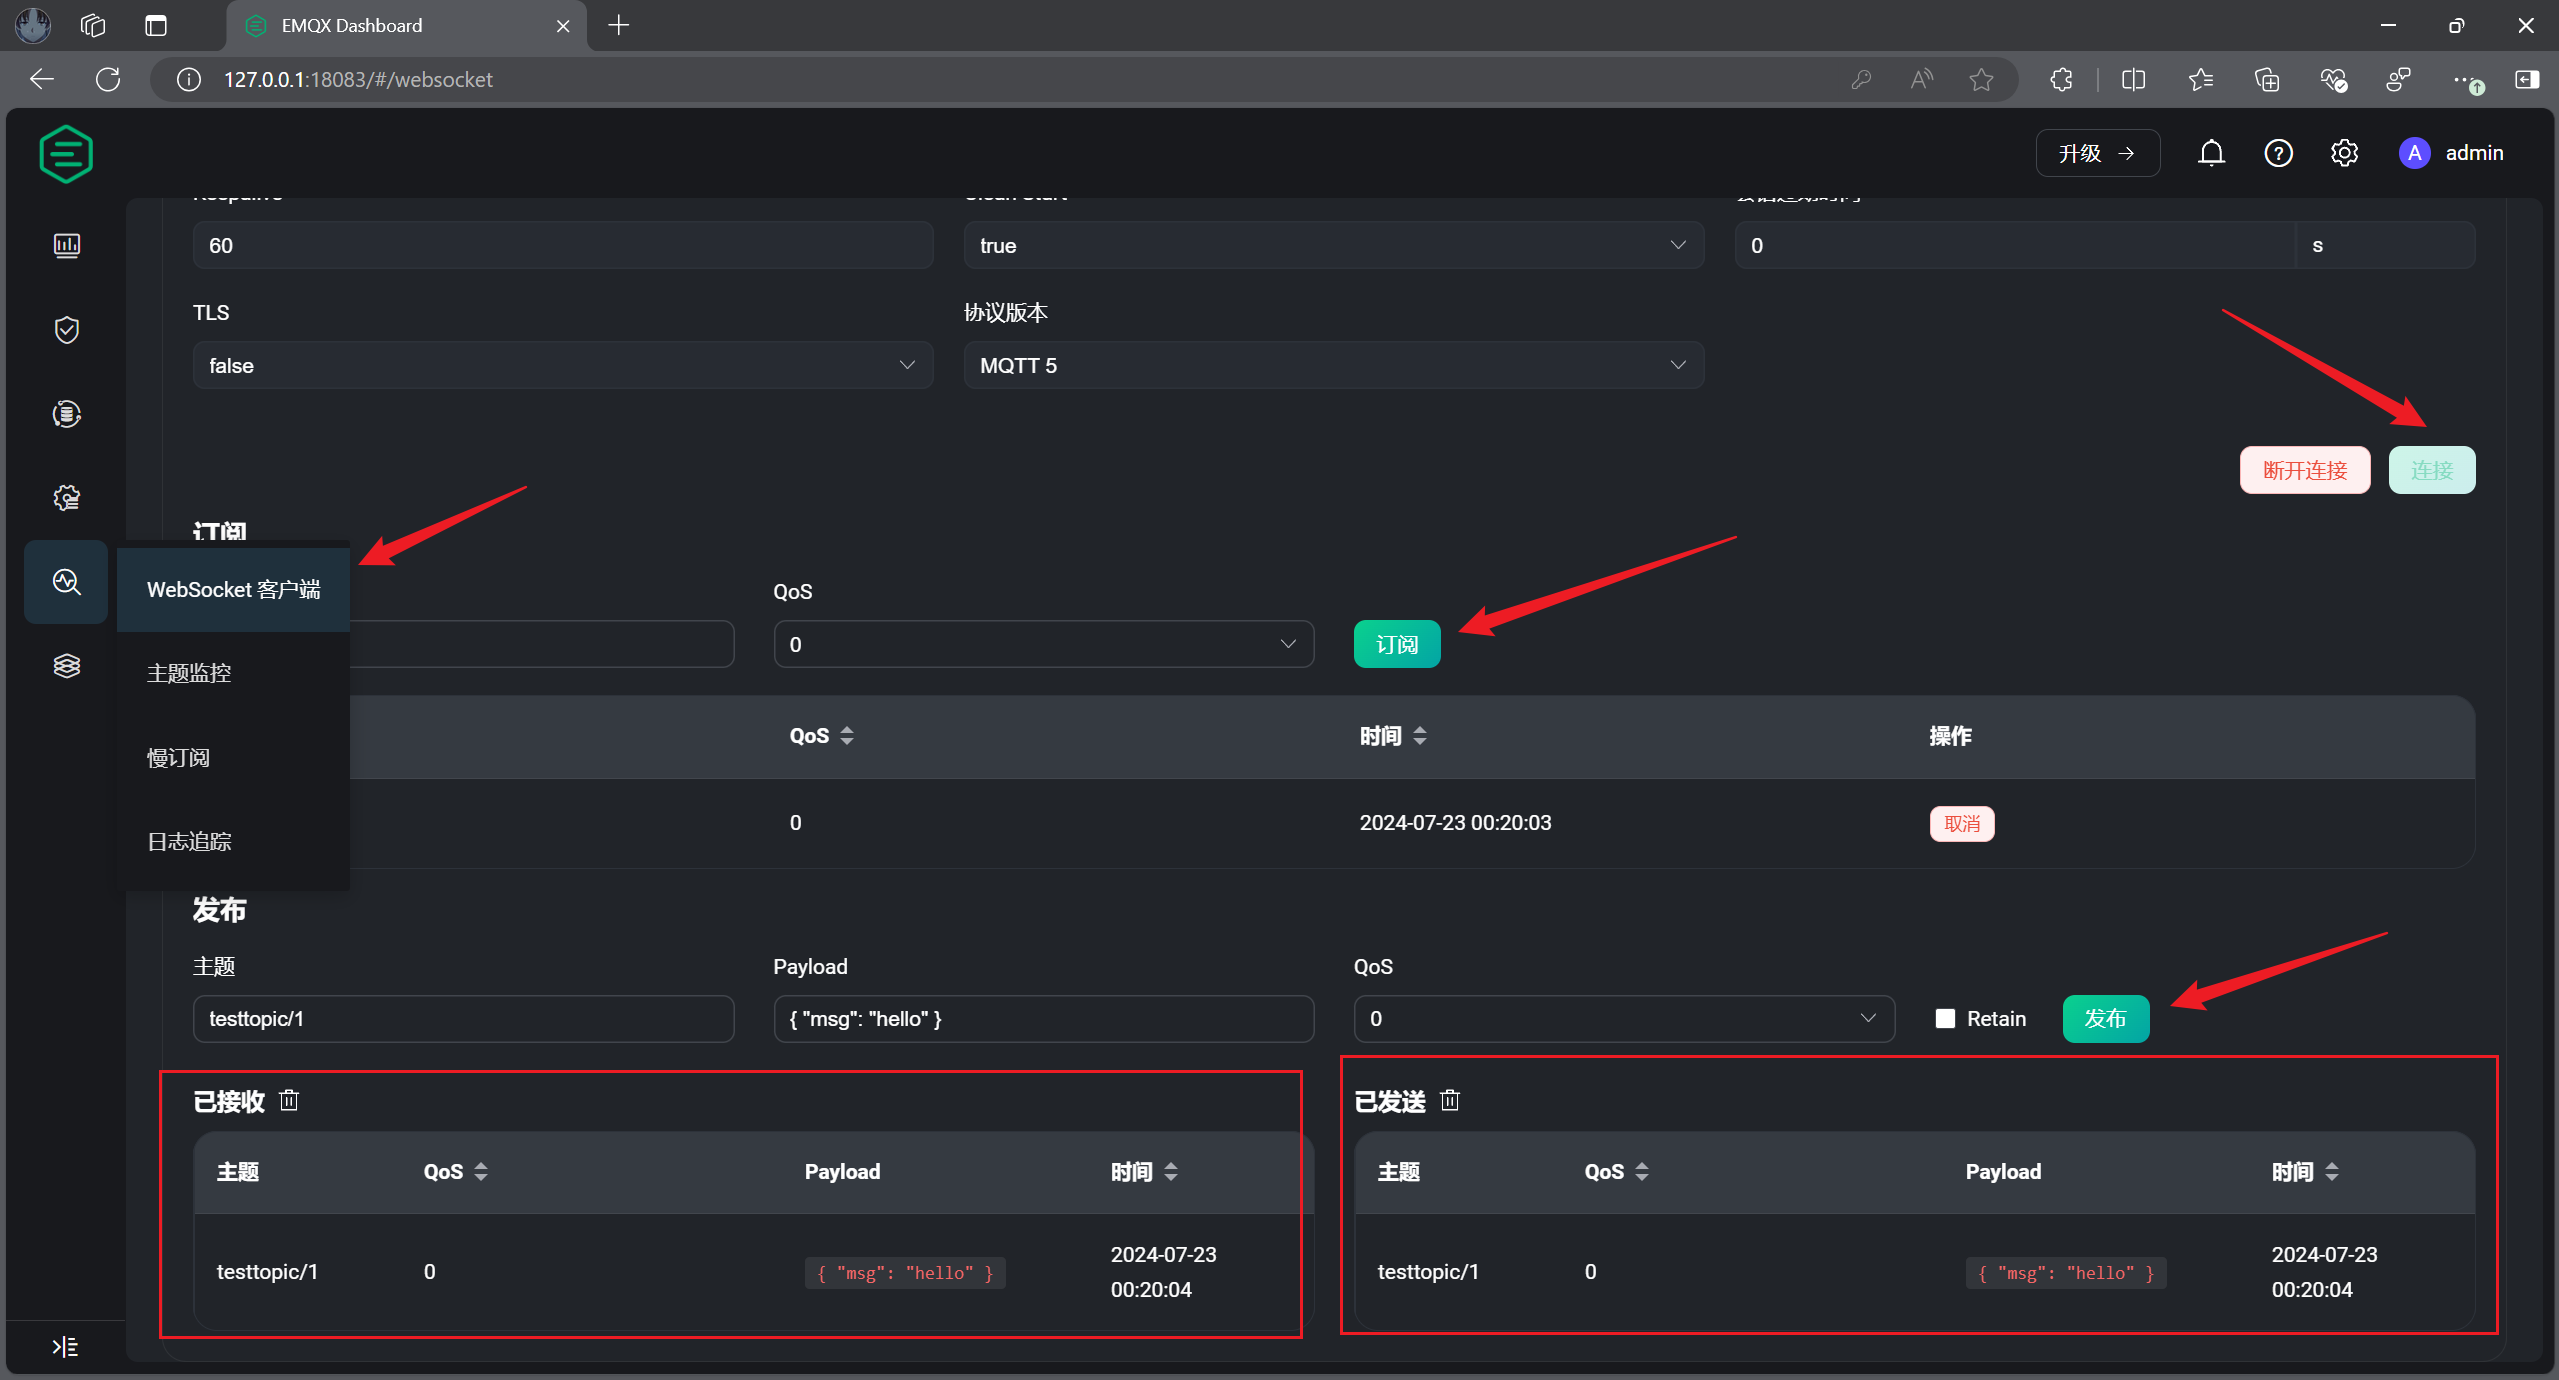 EMQX Dashboard
127.0.0.1:18083/#/websocket
升级 →
A admin
60
true
0
s
TLS
协议版本
false
MQTT 5
断开连接
连接
订阅
WebSocket 客户端
主题监控
慢订阅
日志追踪
QoS
0
订阅
QoS
时间
操作
0
2024-07-23 00:20:03
取消
发布
主题
Payload
QoS
testtopic/1
{ "msg": "hello" }
0
Retain
发布
已接收
主题
QoS
Payload
时间
testtopic/1
0
{ "msg": "hello" }
2024-07-23
00:20:04
已发送
主题
QoS
Payload
时间
testtopic/1
0
{ "msg": "hello" }
2024-07-23
00:20:04